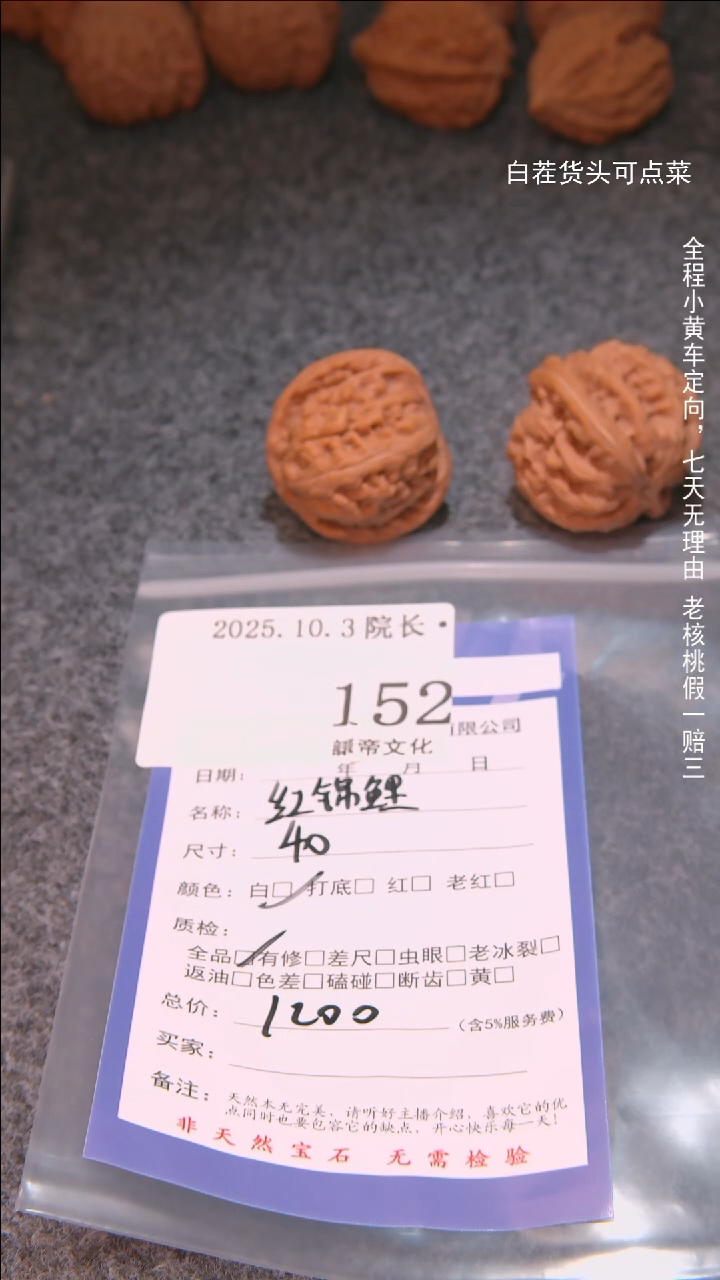 白茬货头可点菜
全程小黄车定向，七天无理由 老核桃假一赔三
2025.10.3院长·
152
限公司
帝文化
日期： 年 月 日
名称： 红锦鲤
尺寸： 40
颜色：白□ 打底□ 红□ 老红□
质检：
全品□有修□差尺□虫眼□老冰裂□
返油□色差□磕碰□断齿□黄□
总价： 1200 （含5%服务费）
买家：
备注：
天然本无完美，请听好主播介绍，喜欢它的优
点同时也要包容它的缺点，开心快乐每一天！
非天然宝石 无需检验